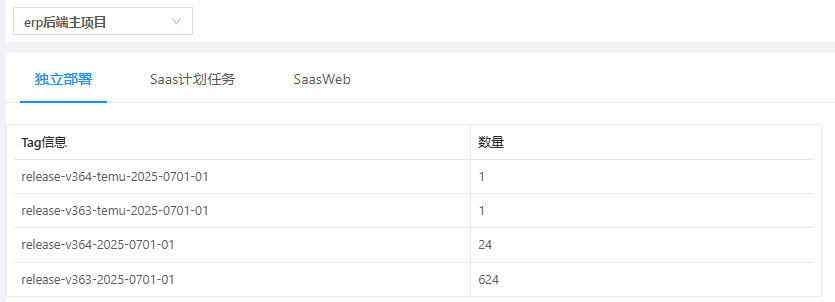 erp后端主项目
独立部署 Saas计划任务 SaasWeb
Tag信息 数量
release-v364-temu-2025-0701-01 1
release-v363-temu-2025-0701-01 1
release-v364-2025-0701-01 24
release-v363-2025-0701-01 624